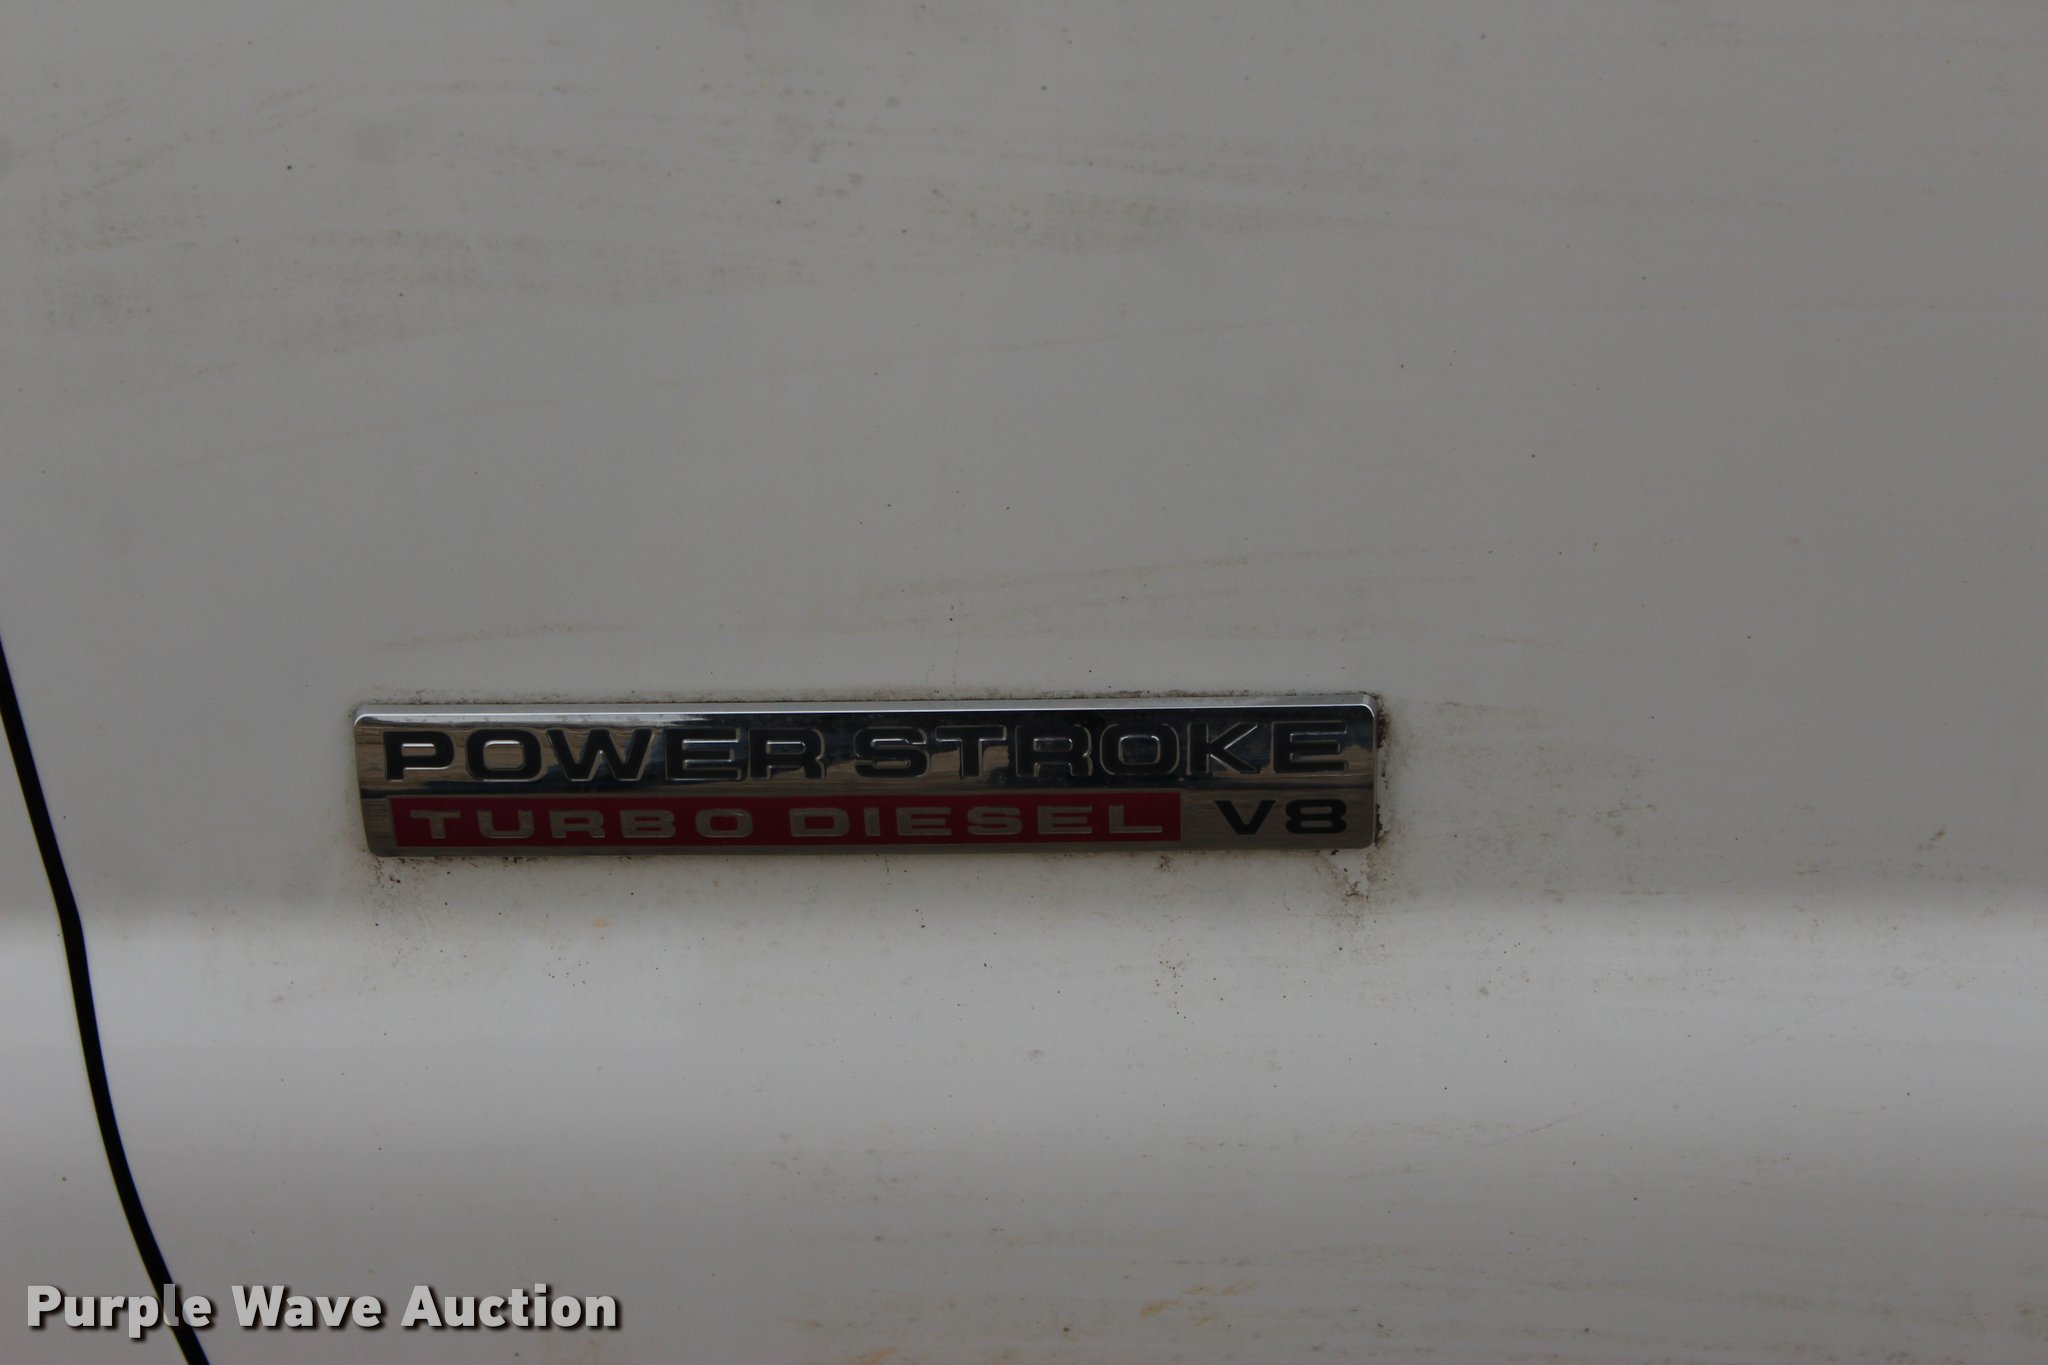 POWER STROKE
TURBO DIESEL V8
Purple Wave Auction